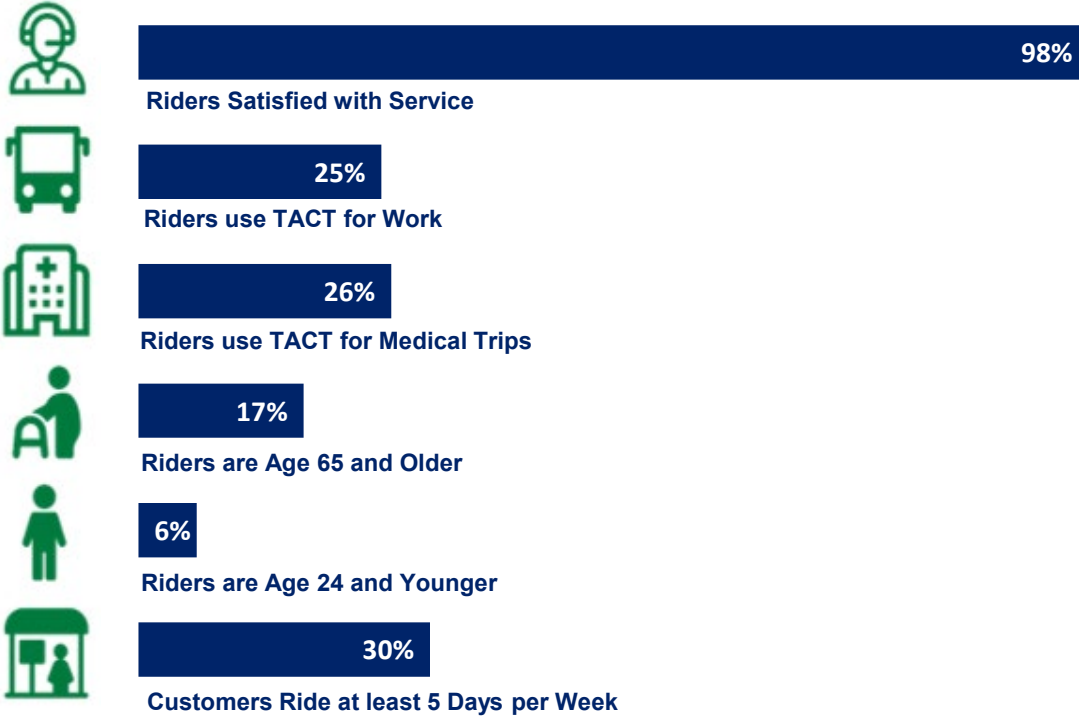 98%
Riders Satisfied with Service
25%
Riders use TACT for Work
26%
Riders use TACT for Medical Trips
17%
Riders are Age 65 and Older
6%
Riders are Age 24 and Younger
30%
Customers Ride at least 5 Days per Week